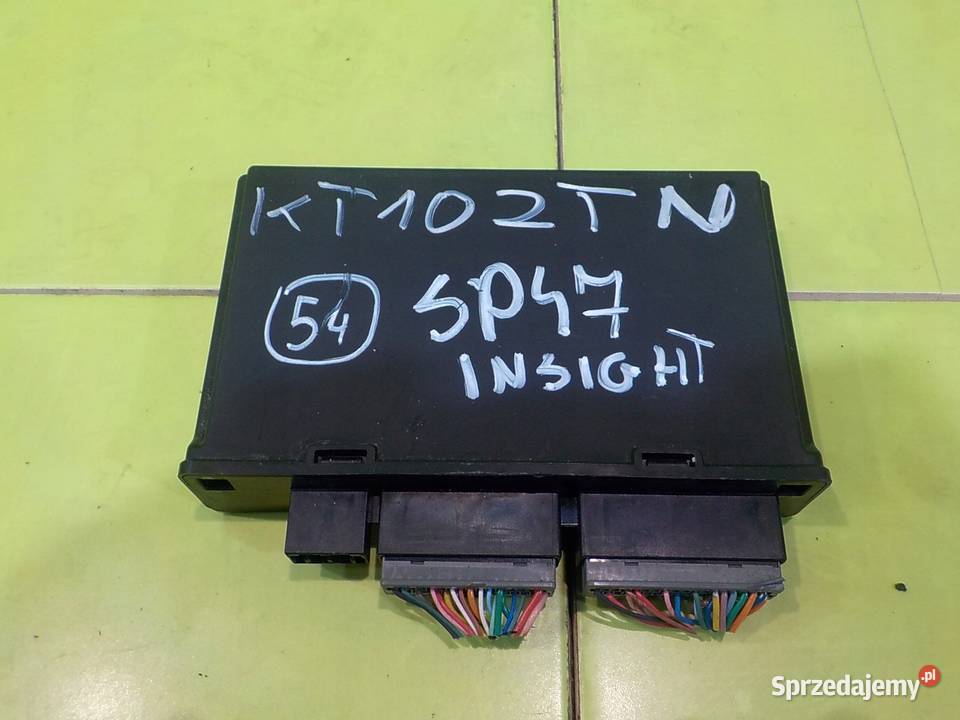 KT102TN
54 SP47
INSIGHT
Sprzedajemy.pl